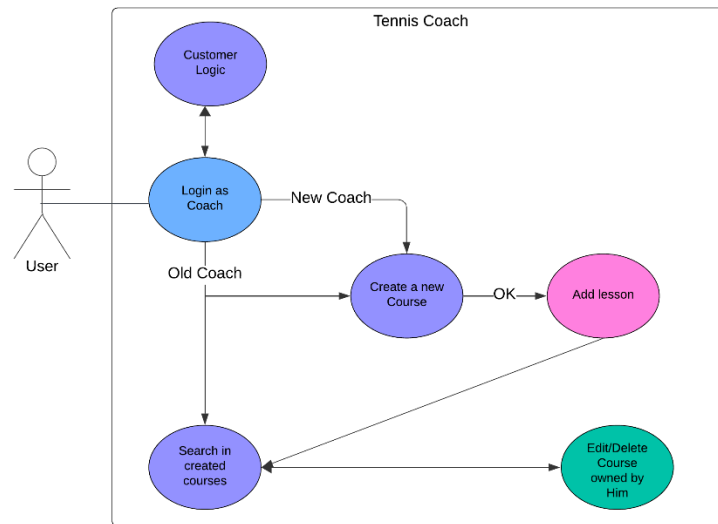 Tennis Coach
Customer
Logic
Login as
Coach
New Coach
User
Old Coach
Create a new
Course
OK
Add lesson
Search in
created
courses
Edit/Delete
Course
owned by
Him